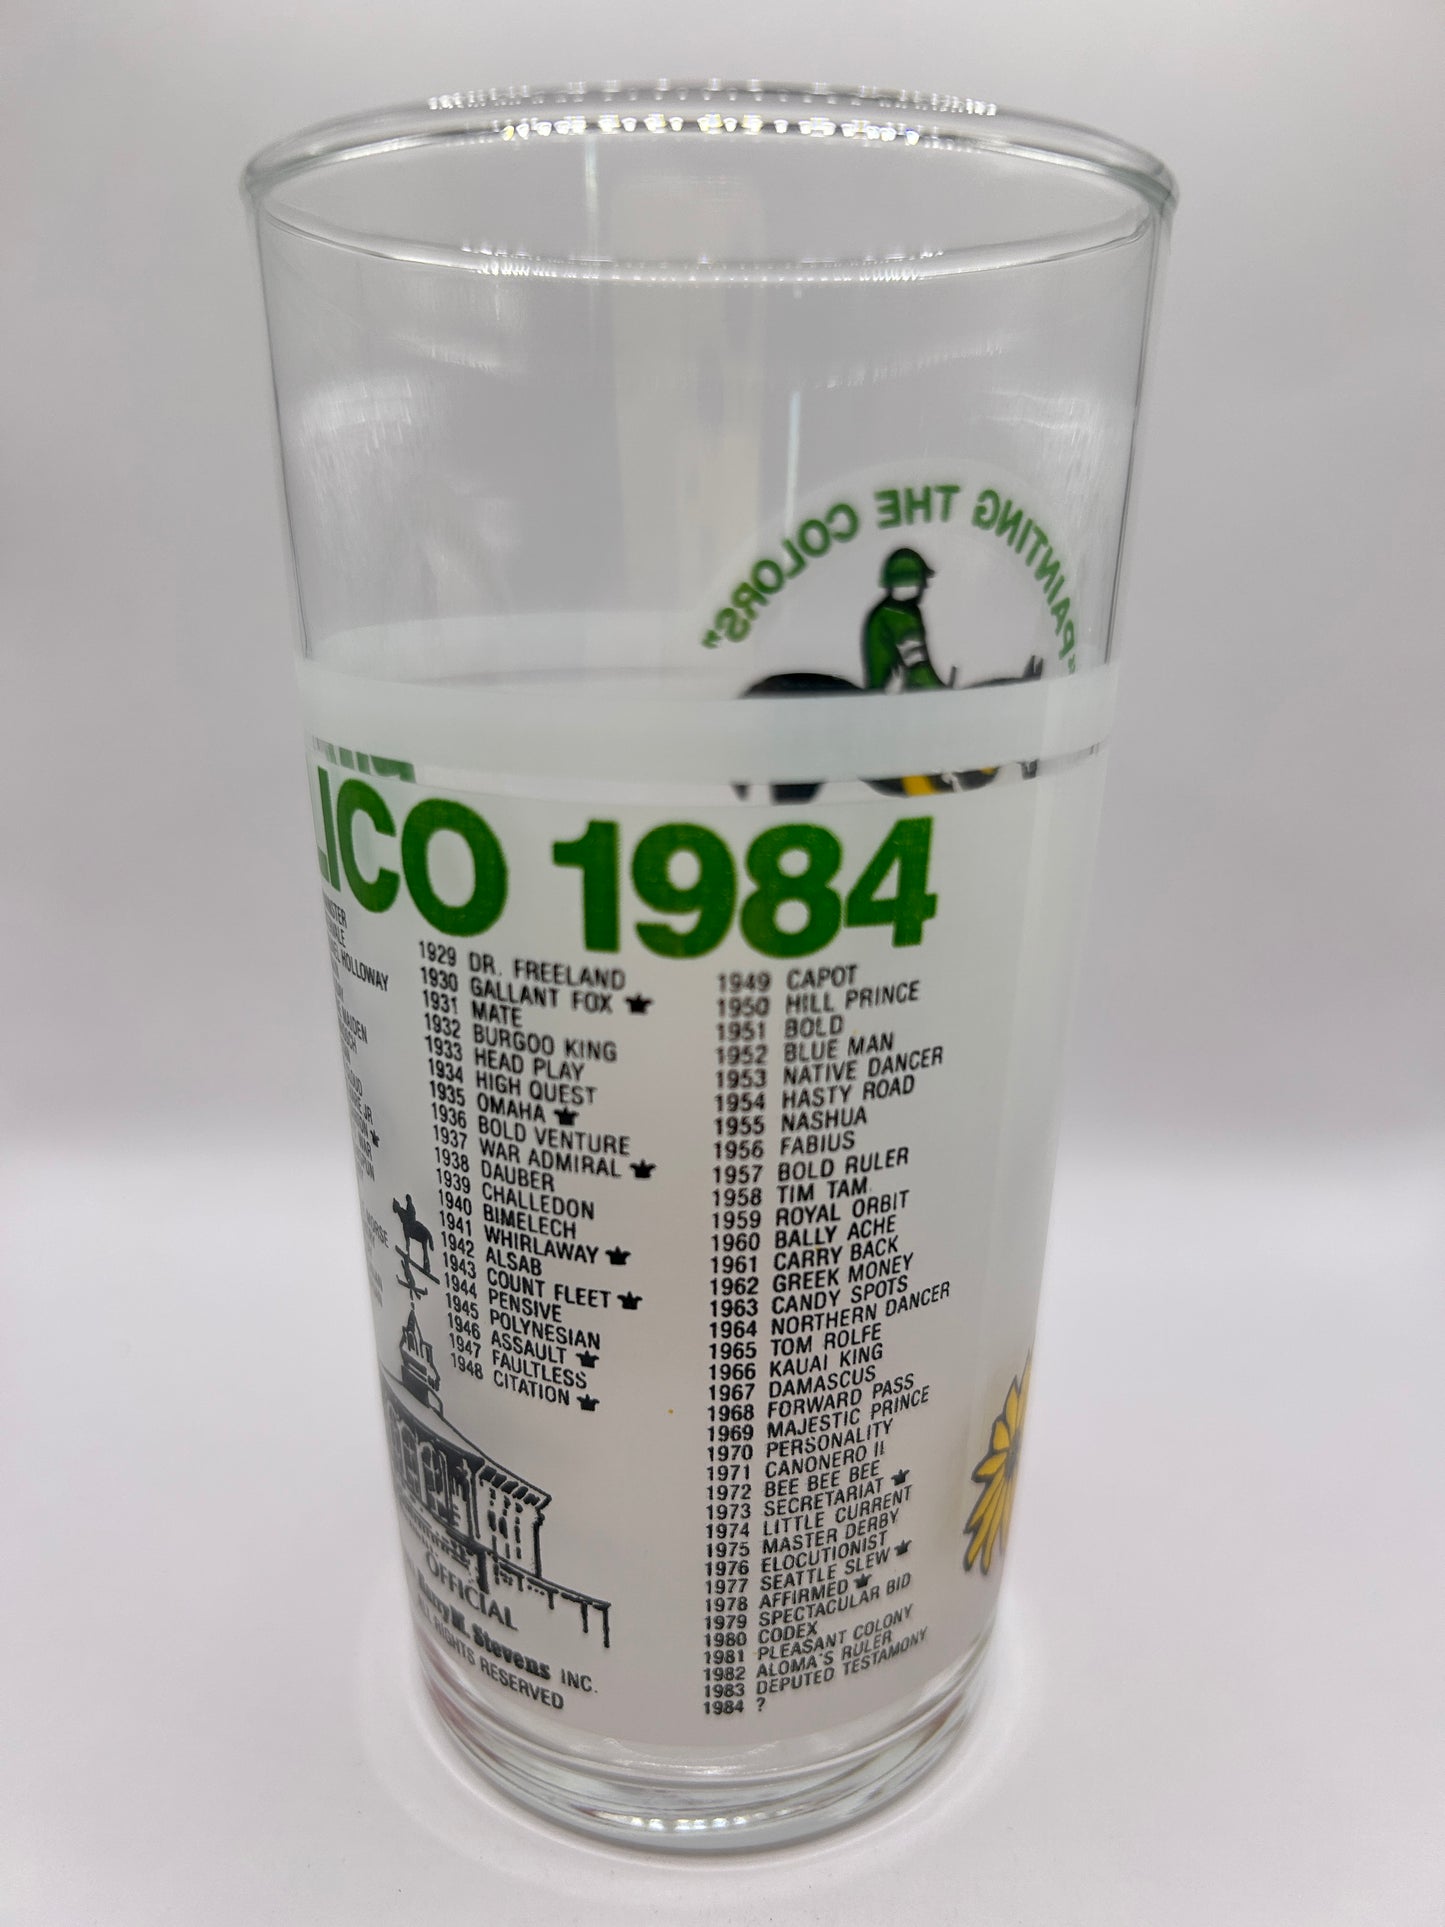 "PAINTING THE COLORS"
LICO 1984
HOLLOWAY
MAIDEN
JR
WAR
HORSE
1929 DR. FREELAND
1930 GALLANT FOX
1931 MATE
1932 BURGOO KING
1933 HEAD PLAY
1934 HIGH QUEST
1935 OMAHA
1936 BOLD VENTURE
1937 WAR ADMIRAL
1938 DAUBER
1939 CHALLEDON
1940 BIMELECH
1941 WHIRLAWAY
1942 ALSAB
1943 COUNT FLEET
1944 PENSIVE
1945 POLYNESIAN
1946 ASSAULT
1947 FAULTLESS
1948 CITATION
1949 CAPOT
1950 HILL PRINCE
1951 BOLD
1952 BLUE MAN
1953 NATIVE DANCER
1954 HASTY ROAD
1955 NASHUA
1956 FABIUS
1957 BOLD RULER
1958 TIM TAM
1959 ROYAL ORBIT
1960 BALLY ACHE
1961 CARRY BACK
1962 GREEK MONEY
1963 CANDY SPOTS
1964 NORTHERN DANCER
1965 TOM ROLFE
1966 KAUAI KING
1967 DAMASCUS
1968 FORWARD PASS
1969 MAJESTIC PRINCE
1970 PERSONALITY
1971 CANONERO II
1972 BEE BEE BEE
1973 SECRETARIAT
1974 LITTLE CURRENT
1975 MASTER DERBY
1976 ELOCUTIONIST
1977 SEATTLE SLEW
1978 AFFIRMED
1979 SPECTACULAR BID
1980 CODEX
1981 PLEASANT COLONY
1982 ALOMA'S RULER
1983 DEPUTED TESTAMONY
1984 ?
OFFICIAL
Harry M. Stevens INC.
ALL RIGHTS RESERVED